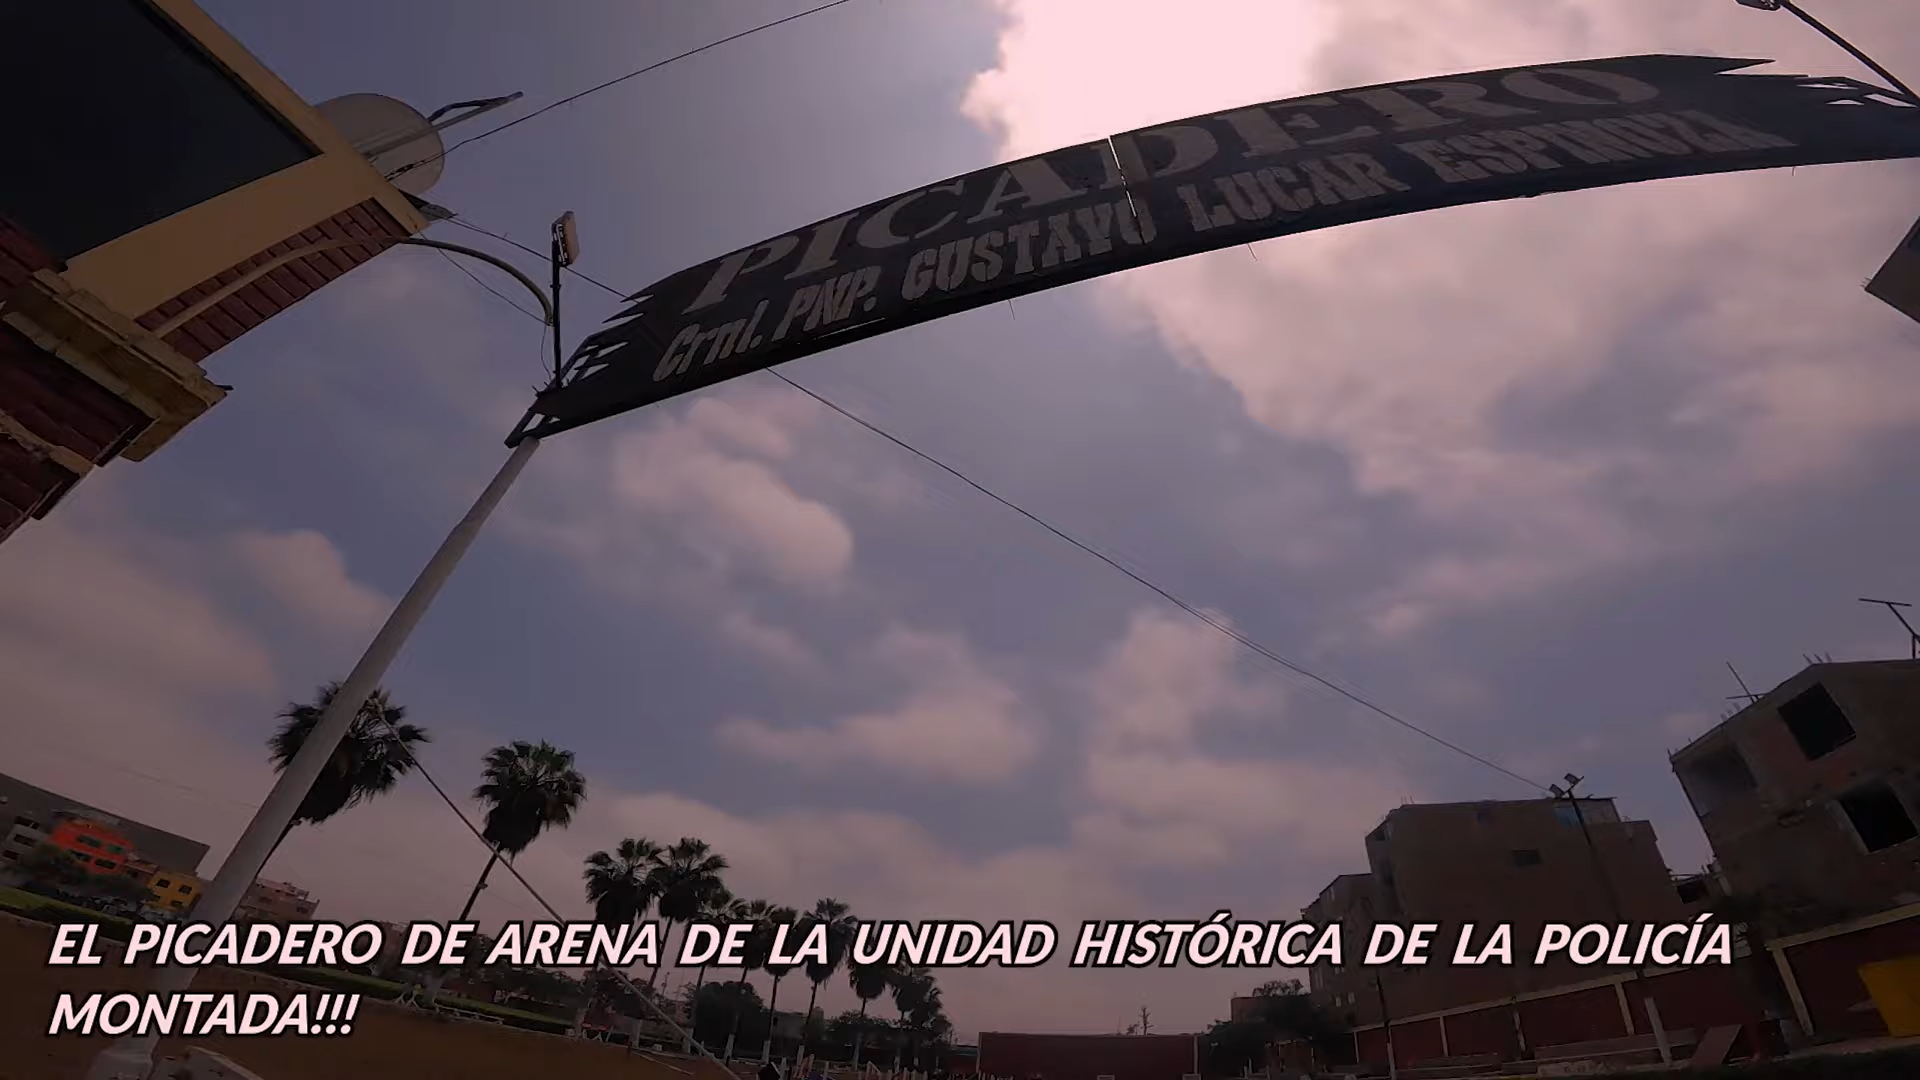 PICADERO
Crnl. PNP. GUSTAVO LUCAR ESPINOZA
EL PICADERO DE ARENA DE LA UNIDAD HISTÓRICA DE LA POLICÍA
MONTADA!!!